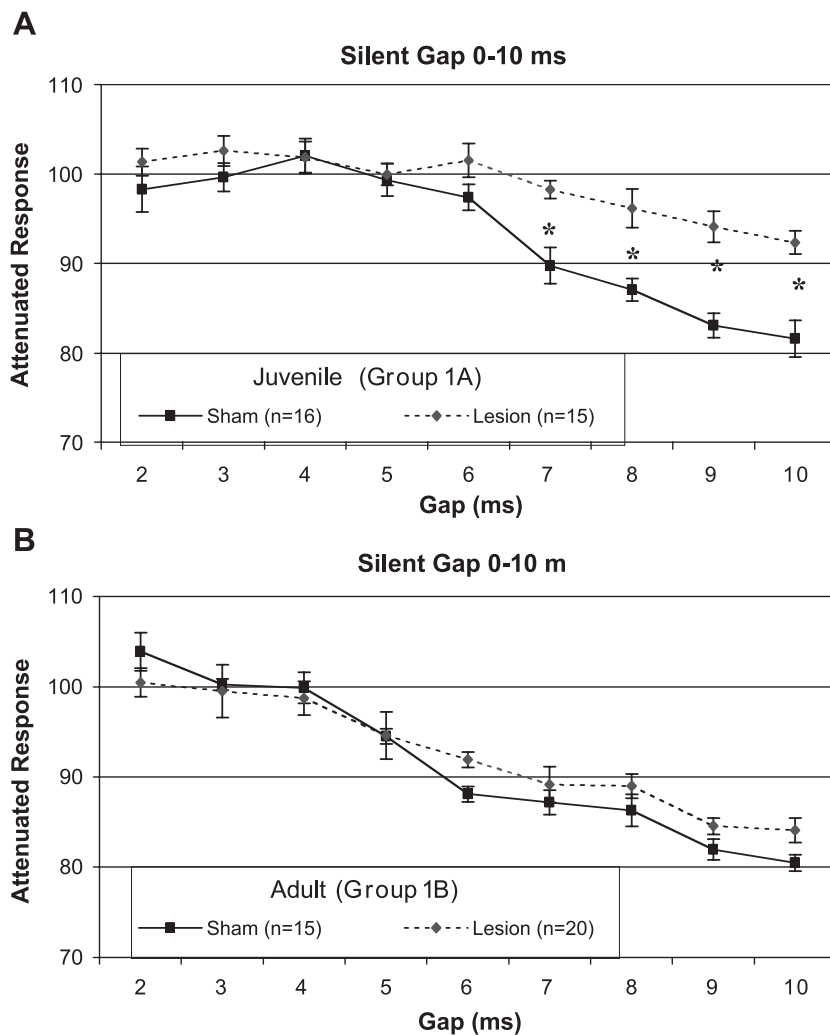 A
Silent Gap 0-10 ms
110
100
90
80
70
Attenuated Response
* * * *
Juvenile (Group 1A)
Sham (n=16) Lesion (n=15)
2 3 4 5 6 7 8 9 10
Gap (ms)
B
Silent Gap 0-10 m
110
100
90
80
70
Attenuated Response
Adult (Group 1B)
Sham (n=15) Lesion (n=20)
2 3 4 5 6 7 8 9 10
Gap (ms)